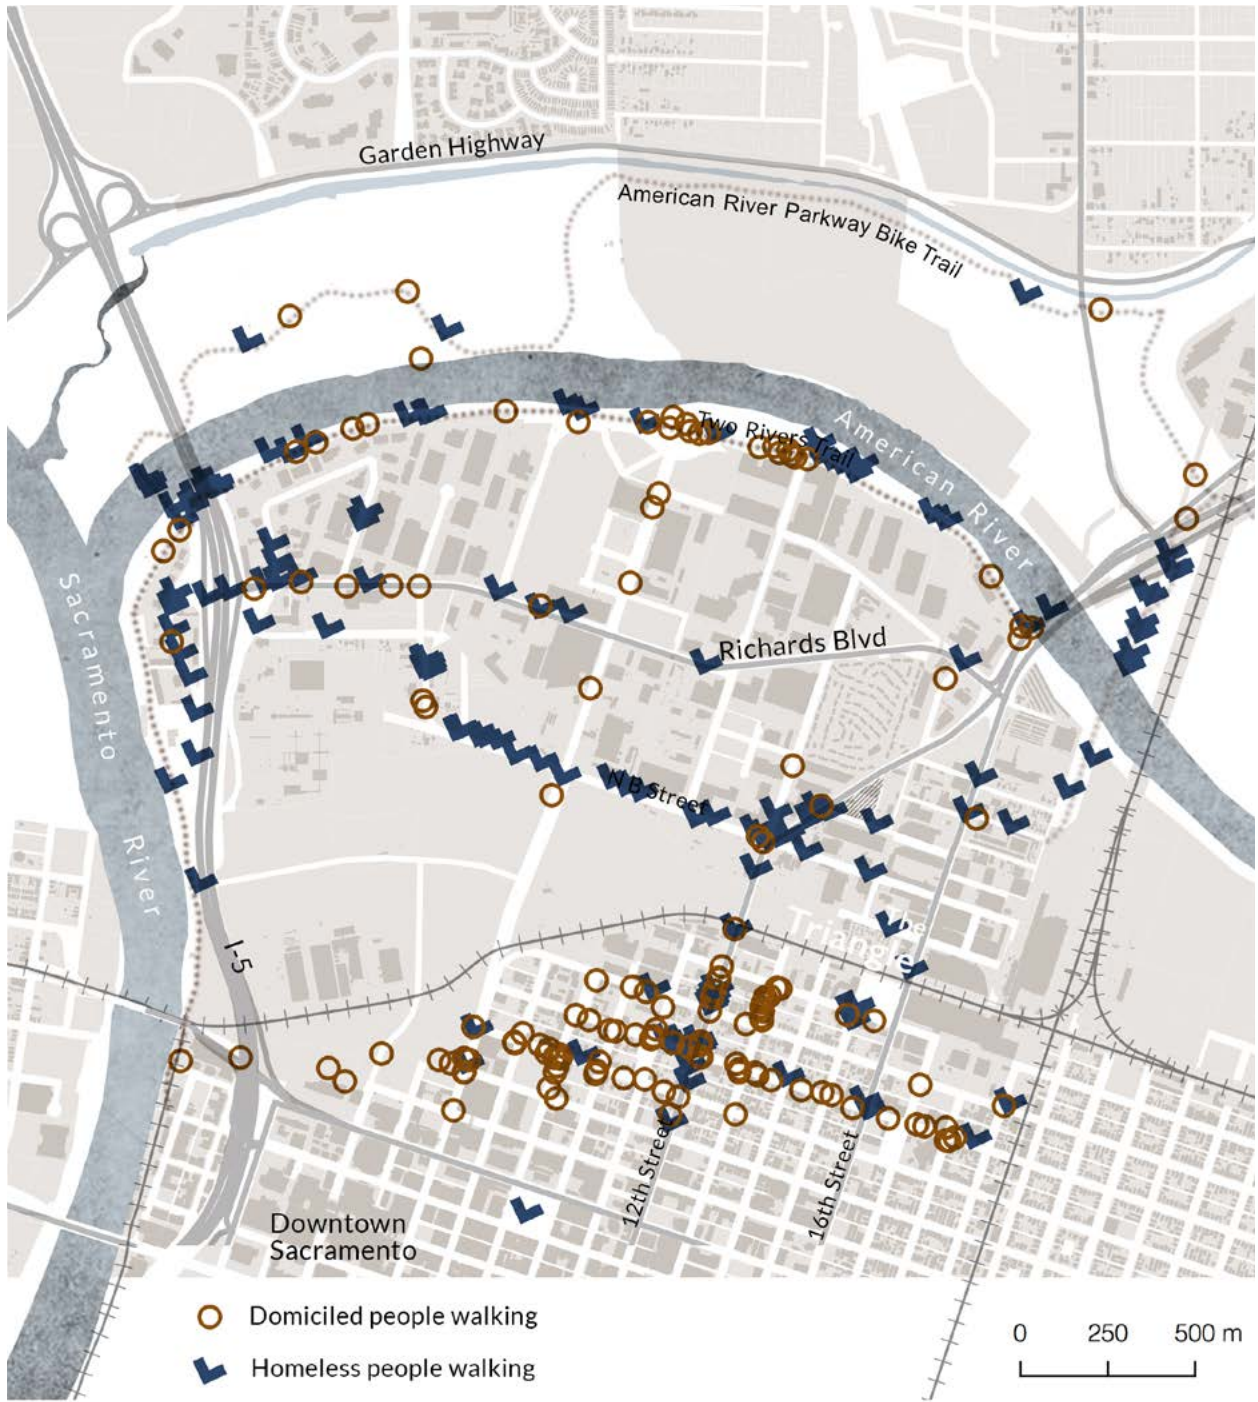 Garden Highway
American River Parkway Bike Trail
Two Rivers Trail
American River
Sacramento River
Richards Blvd
N B Street
The
Triangle
I-5
12th Street
16th Street
Downtown
Sacramento
Domiciled people walking
Homeless people walking
0 250 500 m